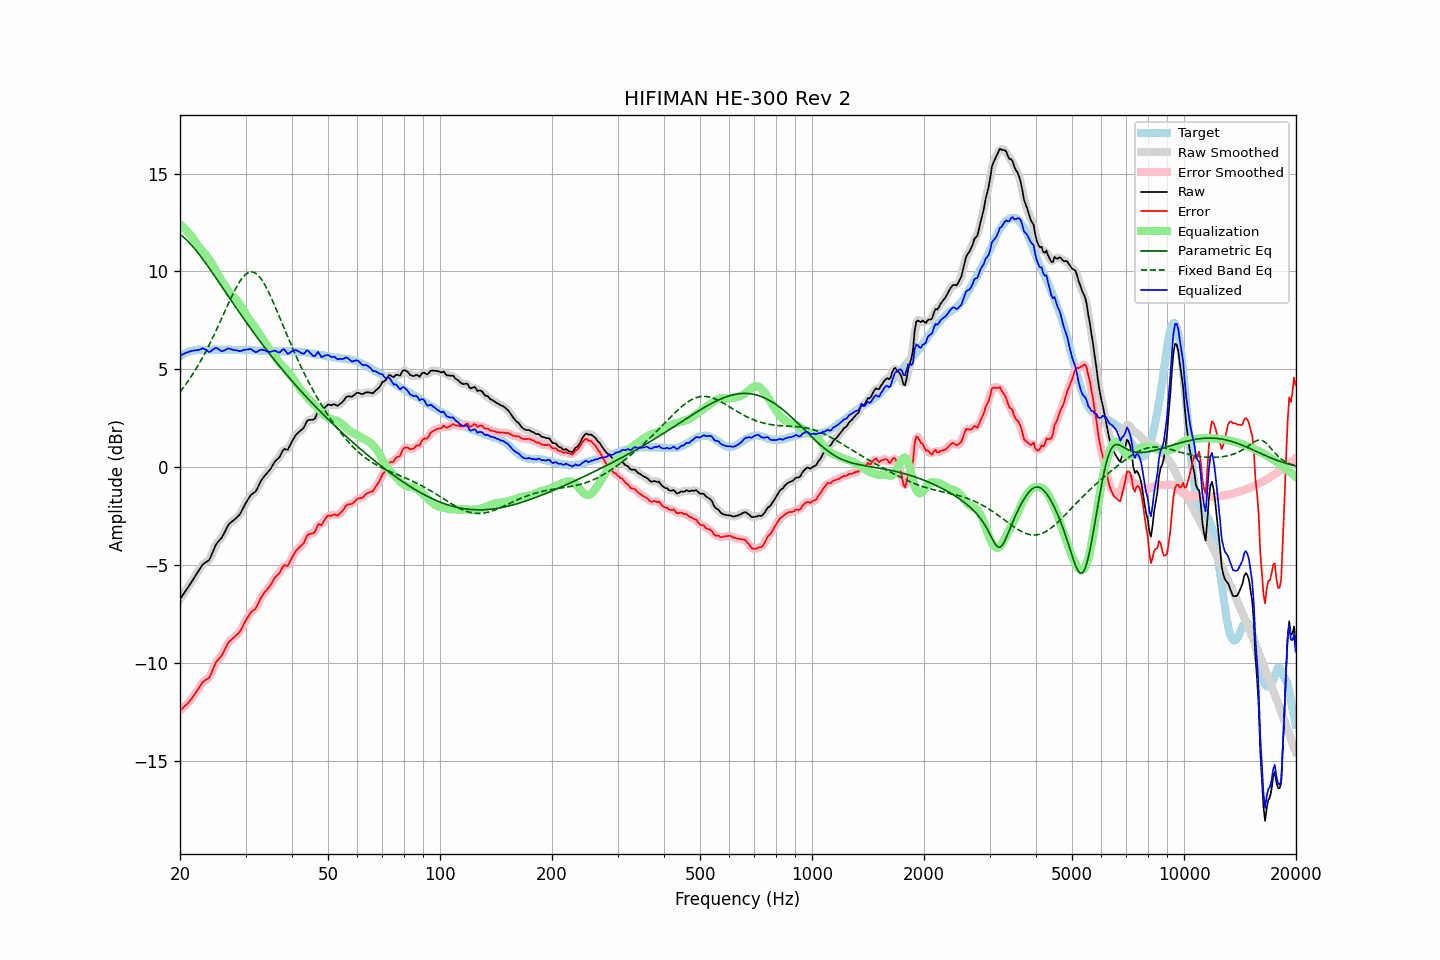 HIFIMAN HE-300 Rev 2
Amplitude (dBr)
15
10
5
0
−5
−10
−15
20
50
100
200
500
1000
2000
5000
10000
20000
Frequency (Hz)
Target
Raw Smoothed
Error Smoothed
Raw
Error
Equalization
Parametric Eq
Fixed Band Eq
Equalized